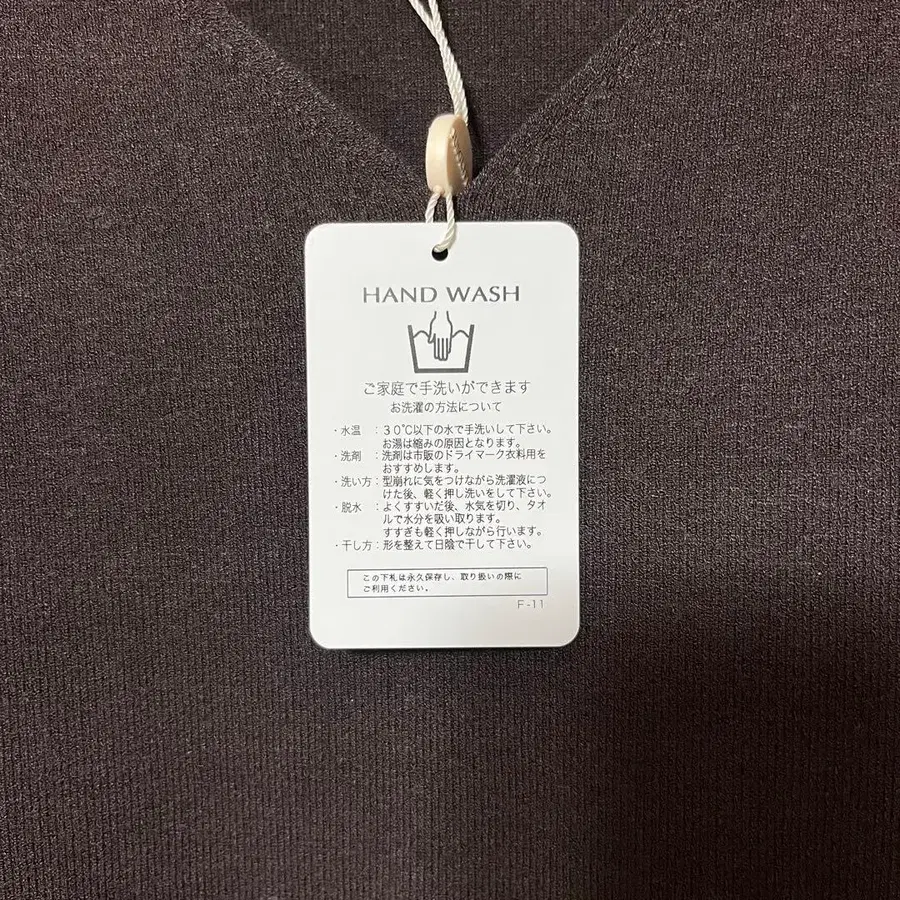 HAND WASH
ご家庭で手洗いができます
お洗濯の方法について
・水温　：３０℃以下の水で手洗いして下さい。
お湯は縮みの原因となります。
・洗剤　：洗剤は市販のドライマーク衣料用を
おすすめします。
・洗い方：型崩れに気をつけながら洗濯液につ
けた後、軽く押し洗いをして下さい。
・脱水　：よくすすいだ後、水気を切り、タオ
ルで水分を吸い取ります。
すすぎも軽く押しながら行います。
・干し方：形を整えて日陰で干して下さい。
この下札は永久保存し、取り扱いの際に
ご利用ください。
F-11